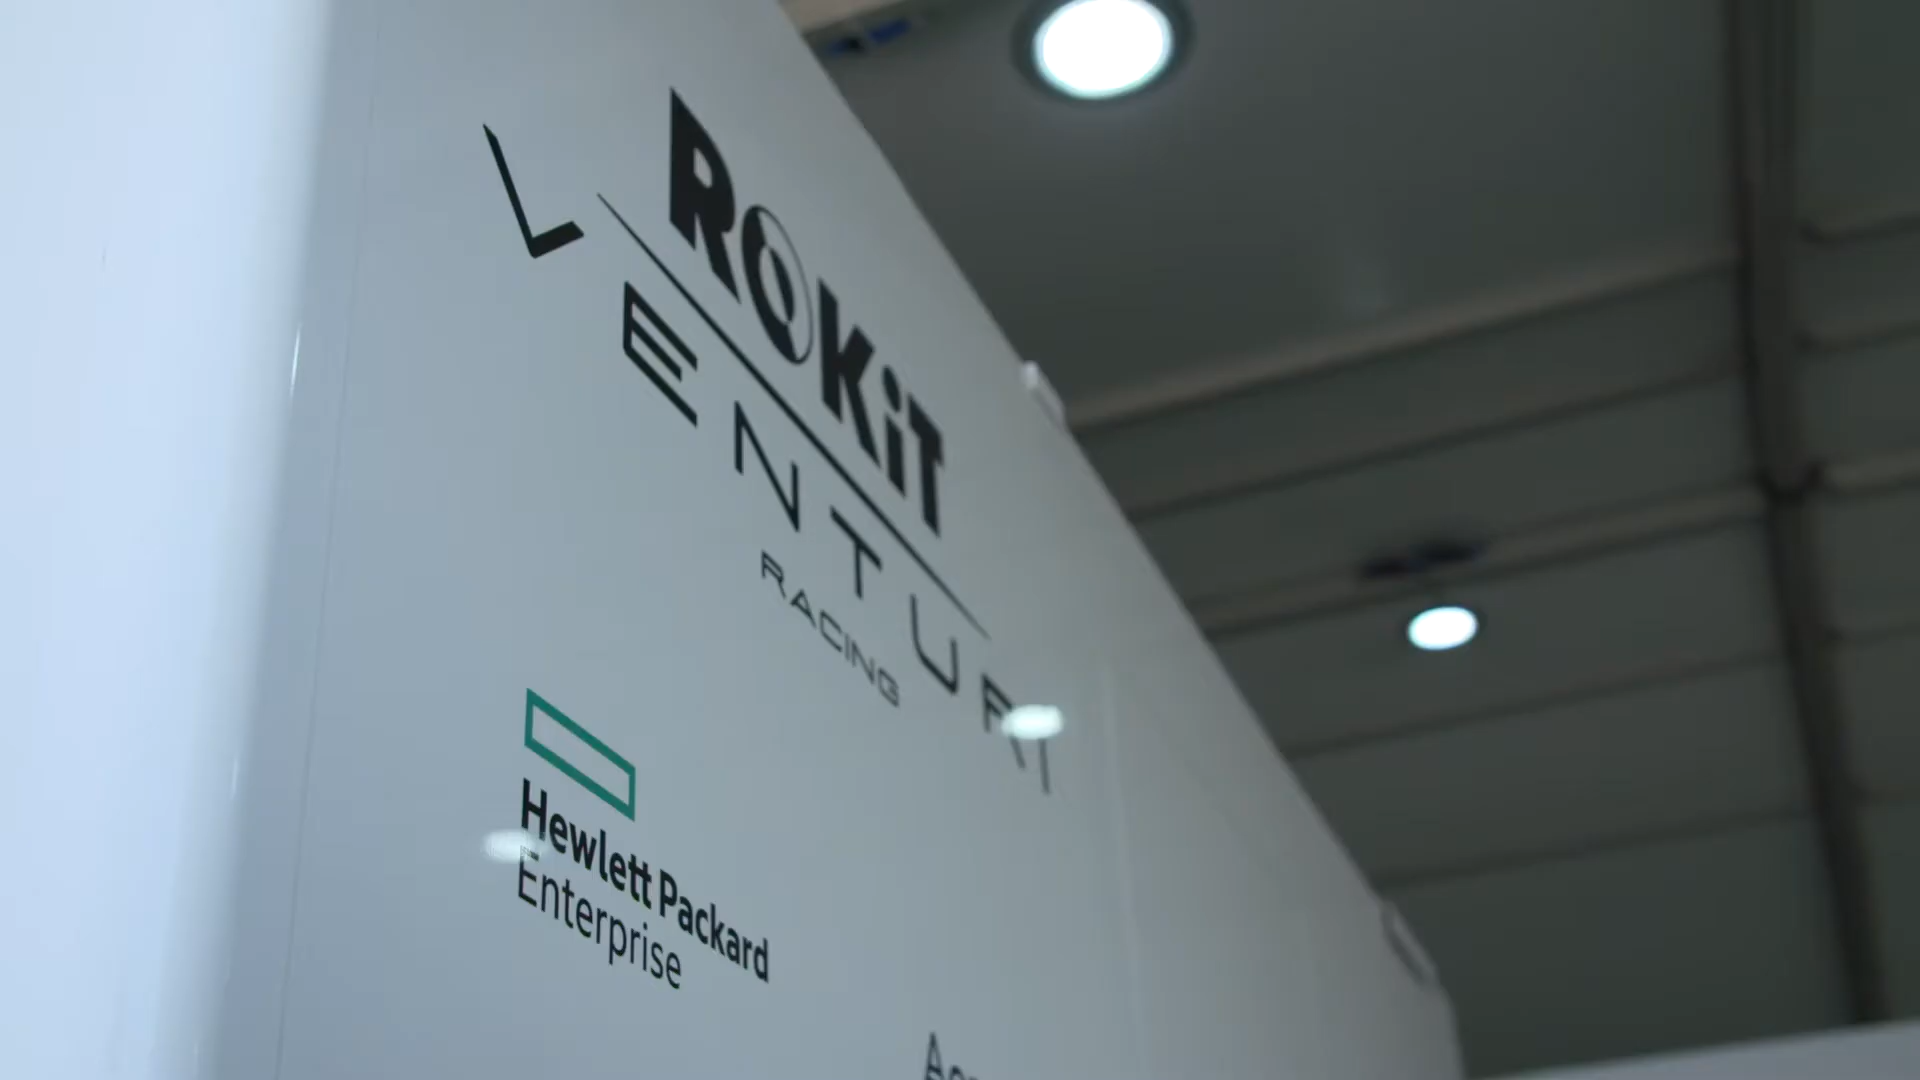 ROKiT
VENTURI
RACING
Hewlett Packard
Enterprise